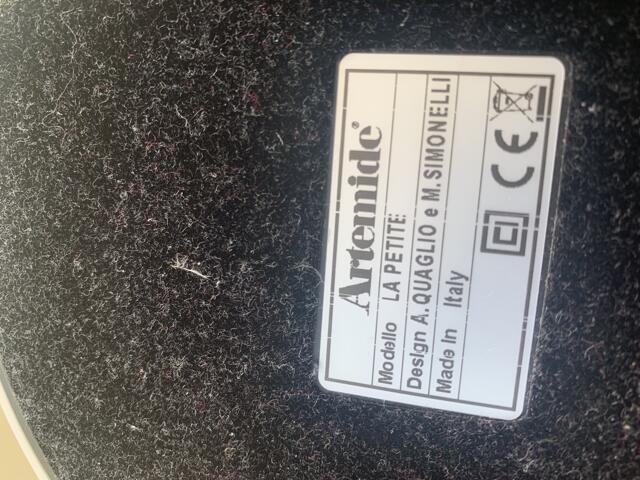 Artemide®
Modello LA PETITE
Design A. QUAGLIO e M. SIMONELLI
Made In Italy
CE